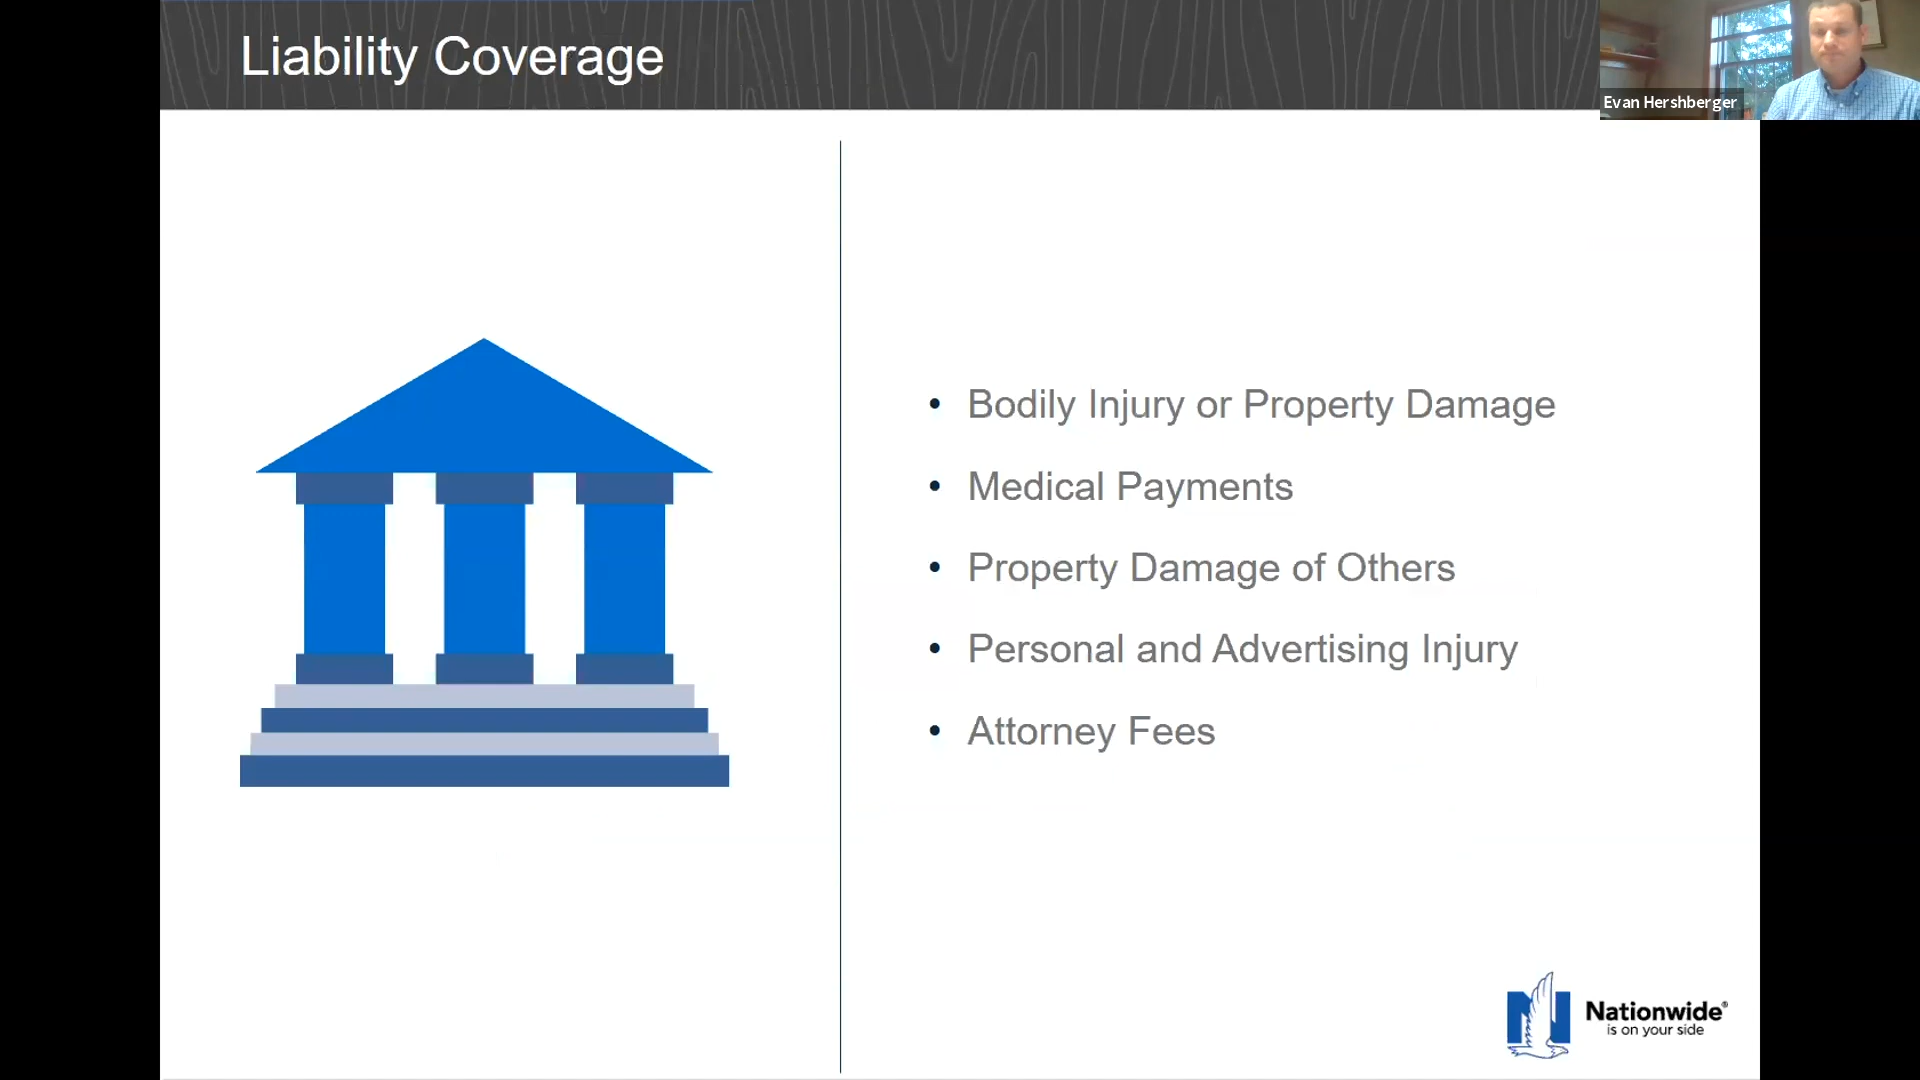 Liability Coverage
Evan Hershberger
• Bodily Injury or Property Damage
• Medical Payments
• Property Damage of Others
• Personal and Advertising Injury
• Attorney Fees
Nationwide®
is on your side